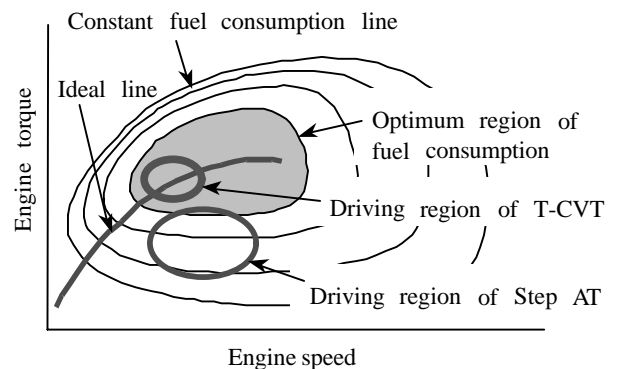 Constant fuel consumption line
Ideal line
Optimum region of
fuel consumption
Driving region of T-CVT
Driving region of Step AT
Engine torque
Engine speed